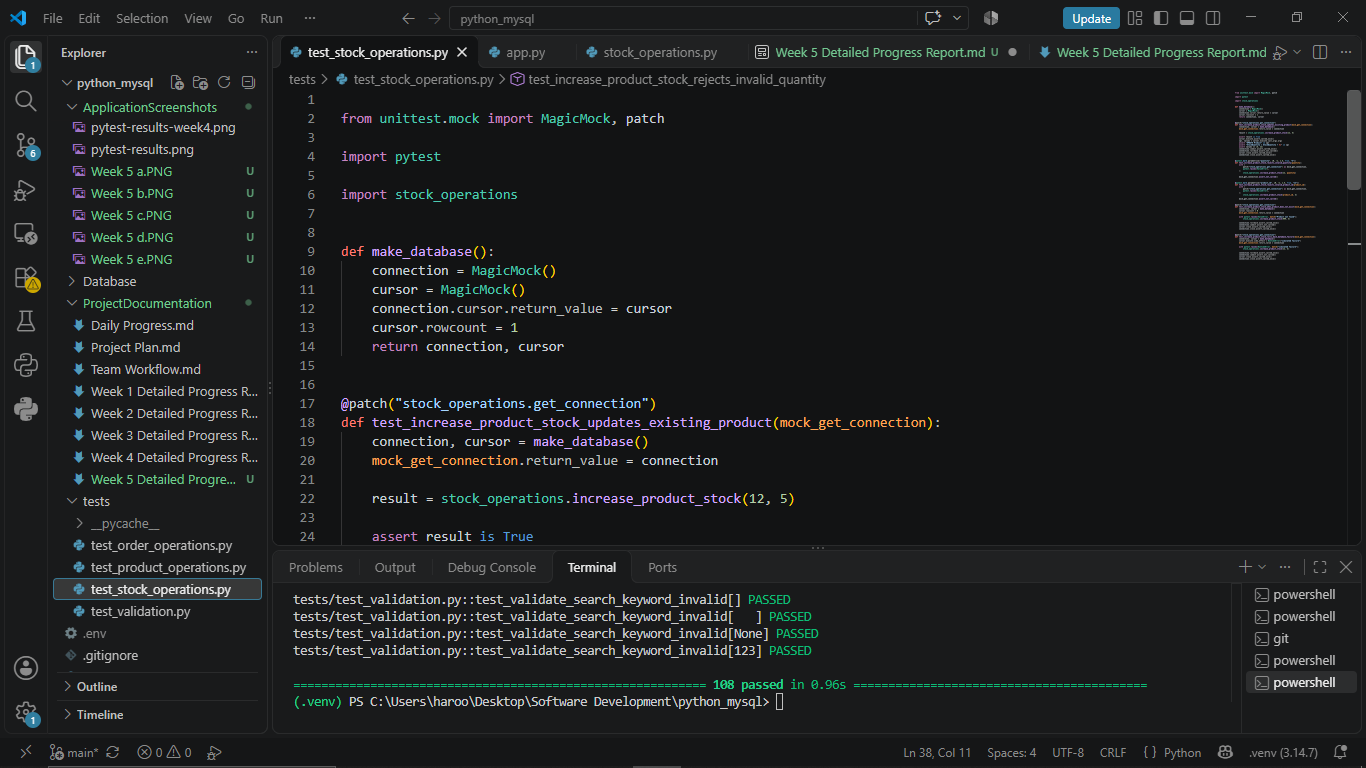 File Edit Selection View Go Run ··· python_mysql Update
Explorer ···
python_mysql
ApplicationScreenshots
pytest-results-week4.png
pytest-results.png
Week 5 a.PNG U
Week 5 b.PNG U
Week 5 c.PNG U
Week 5 d.PNG U
Week 5 e.PNG U
Database
ProjectDocumentation
Daily Progress.md
Project Plan.md
Team Workflow.md
Week 1 Detailed Progress R...
Week 2 Detailed Progress R...
Week 3 Detailed Progress R...
Week 4 Detailed Progress R...
Week 5 Detailed Progre... U
tests
__pycache__
test_order_operations.py
test_product_operations.py
test_stock_operations.py
test_validation.py
.env
.gitignore
Outline
Timeline
1
6
1
test_stock_operations.py app.py stock_operations.py Week 5 Detailed Progress Report.md U Week 5 Detailed Progress Report.md
tests > test_stock_operations.py > test_increase_product_stock_rejects_invalid_quantity
1
2 from unittest.mock import MagicMock, patch
3
4 import pytest
5
6 import stock_operations
7
8
9 def make_database():
10 connection = MagicMock()
11 cursor = MagicMock()
12 connection.cursor.return_value = cursor
13 cursor.rowcount = 1
14 return connection, cursor
15
16
17 @patch("stock_operations.get_connection")
18 def test_increase_product_stock_updates_existing_product(mock_get_connection):
19 connection, cursor = make_database()
20 mock_get_connection.return_value = connection
21
22 result = stock_operations.increase_product_stock(12, 5)
23
24 assert result is True
Problems Output Debug Console Terminal Ports
tests/test_validation.py::test_validate_search_keyword_invalid[] PASSED
tests/test_validation.py::test_validate_search_keyword_invalid[   ] PASSED
tests/test_validation.py::test_validate_search_keyword_invalid[None] PASSED
tests/test_validation.py::test_validate_search_keyword_invalid[123] PASSED
=========================================================== 108 passed in 0.96s ==========================================
(.venv) PS C:\Users\haroo\Desktop\Software Development\python_mysql>
powershell
powershell
git
powershell
powershell
main* 0 0 Ln 38, Col 11 Spaces: 4 UTF-8 CRLF { } Python .venv (3.14.7)